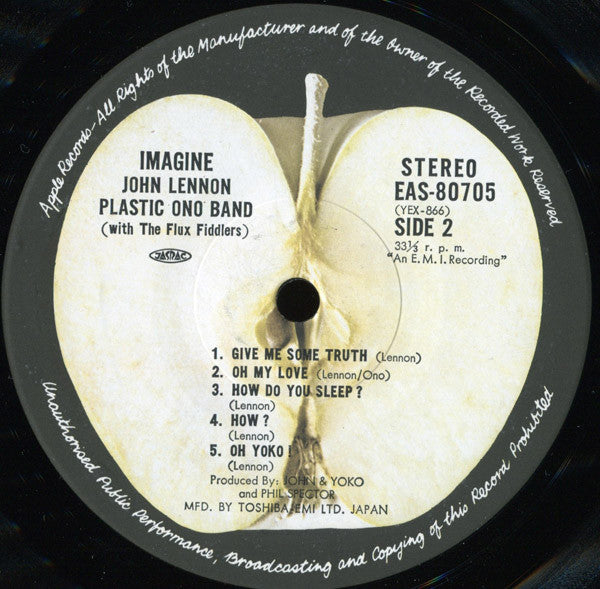 Apple Records-All Rights of the Manufacturer and of the Owner of the Recorded Work Reserved
IMAGINE
JOHN LENNON
PLASTIC ONO BAND
(with The Flux Fiddlers)
JASRAC
STEREO
EAS-80705
(YEX-866)
SIDE 2
33⅓ r. p. m.
"An E. M. I. Recording"
1. GIVE ME SOME TRUTH (Lennon)
2. OH MY LOVE (Lennon/Ono)
3. HOW DO YOU SLEEP?
(Lennon)
4. HOW?
(Lennon)
5. OH YOKO!
(Lennon)
Produced By: JOHN & YOKO
and PHIL SPECTOR
MFD. BY TOSHIBA-EMI LTD. JAPAN
Unauthorised Public Performance, Broadcasting and Copying of this Record Prohibited